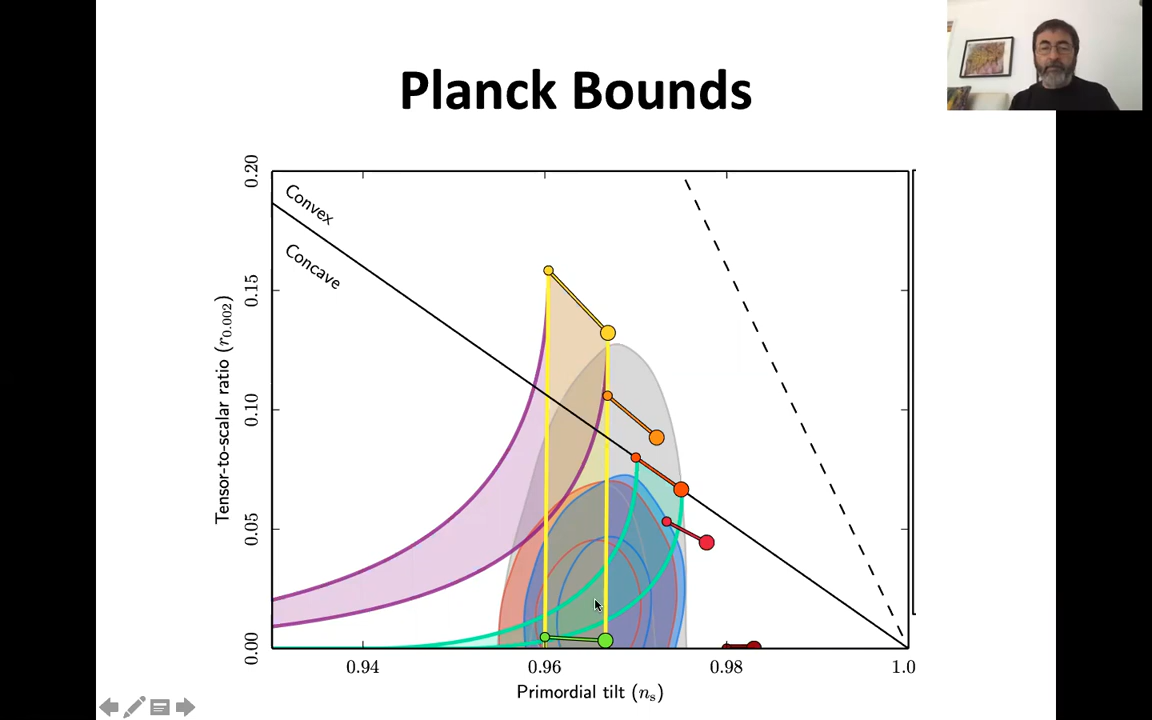 Planck Bounds
Convex
Concave
0.20
0.15
0.10
0.05
0.00
Tensor-to-scalar ratio (r0.002)
0.94
0.96
0.98
1.0
Primordial tilt (ns)